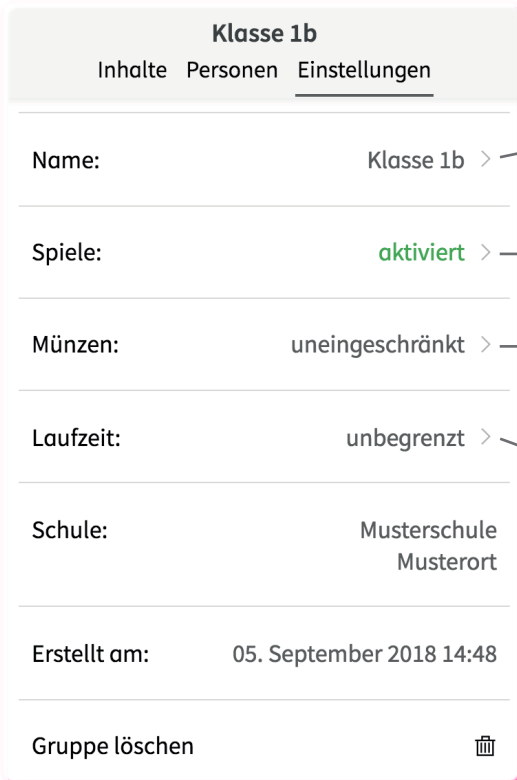 Klasse 1b
Inhalte Personen Einstellungen
Name: Klasse 1b
Spiele: aktiviert
Münzen: uneingeschränkt
Laufzeit: unbegrenzt
Schule: Musterschule
Musterort
Erstellt am: 05. September 2018 14:48
Gruppe löschen